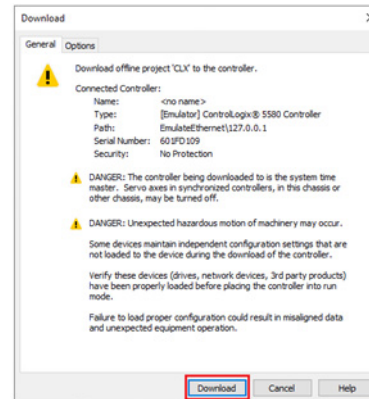 Download
General Options
Download offline project 'CLX' to the controller.
Connected Controller:
Name: <no name>
Type: [Emulator] ControlLogix® 5580 Controller
Path: EmulateEthernet\127.0.0.1
Serial Number: 601FD109
Security: No Protection
DANGER: The controller being downloaded to is the system time
master. Servo axes in synchronized controllers, in this chassis or
other chassis, may be turned off.
DANGER: Unexpected hazardous motion of machinery may occur.
Some devices maintain independent configuration settings that are
not loaded to the device during the download of the controller.
Verify these devices (drives, network devices, 3rd party products)
have been properly loaded before placing the controller into run
mode.
Failure to load proper configuration could result in misaligned data
and unexpected equipment operation.
Download Cancel Help